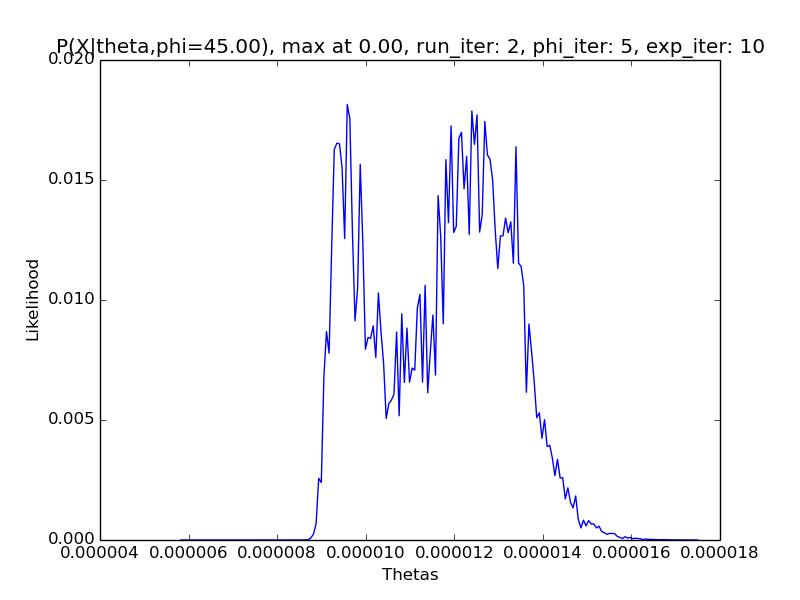 P(X|theta,phi=45.00), max at 0.00, run_iter: 2, phi_iter: 5, exp_iter: 10
0.020
0.015
0.010
0.005
0.000
Likelihood
0.000004 0.000006 0.000008 0.000010 0.000012 0.000014 0.000016 0.000018
Thetas